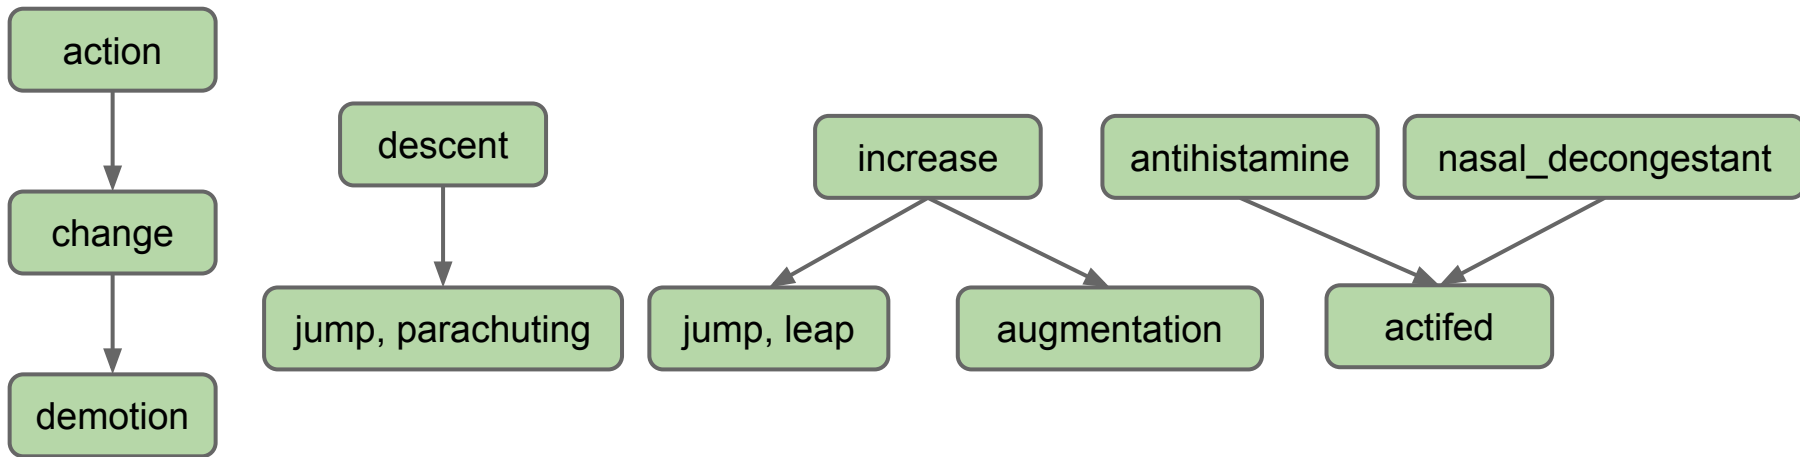 action
change
demotion
descent
jump, parachuting
increase
jump, leap
augmentation
antihistamine
nasal_decongestant
actifed